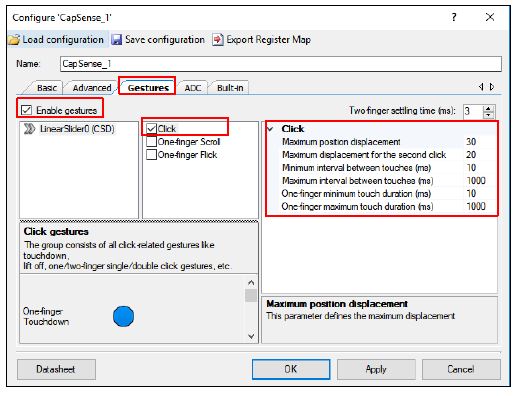 Configure 'CapSense_1'
? ×
Load configuration Save configuration Export Register Map
Name: CapSense_1
Basic Advanced Gestures ADC Built-in
Enable gestures
Two-finger settling time (ms): 3
LinearSlider0 (CSD)
Click
One-finger Scroll
One-finger Flick
Click
Maximum position displacement 30
Maximum displacement for the second click 20
Minimum interval between touches (ms) 10
Maximum interval between touches (ms) 1000
One-finger minimum touch duration (ms) 10
One-finger maximum touch duration (ms) 1000
Click gestures
The group consists of all click-related gestures like
touchdown,
lift off, one/two-finger single/double click gestures, etc.
One-finger
Touchdown
Maximum position displacement
This parameter defines the maximum displacement
Datasheet OK Apply Cancel